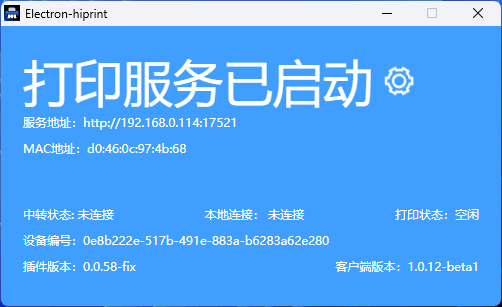 Electron-hiprint
打印服务已启动
服务地址：http://192.168.0.114:17521
MAC地址：d0:46:0c:97:4b:68
中转状态: 未连接 本地连接： 未连接 打印状态：空闲
设备编号：0e8b222e-517b-491e-883a-b6283a62e280
插件版本：0.0.58-fix 客户端版本：1.0.12-beta1